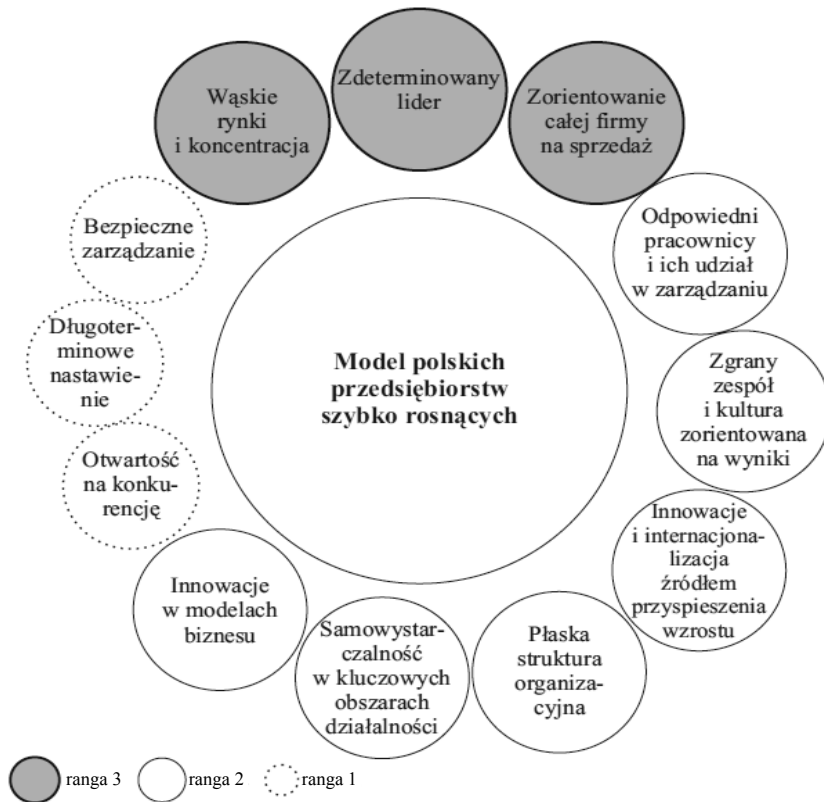 Zdeterminowany
lider
Zorientowanie
całej firmy
na sprzedaż
Odpowiedni
pracownicy
i ich udział
w zarządzaniu
Zgrany
zespół
i kultura
zorientowana
na wyniki
Innowacje
i internacjona-
lizacja
źródłem
przyspieszenia
wzrostu
Płaska
struktura
organiza-
cyjna
Samowystar-
czalność
w kluczowych
obszarach
działalności
Innowacje
w modelach
biznesu
Otwartość
na konku-
rencję
Długoter-
minowe
nastawie-
nie
Bezpieczne
zarządzanie
Wąskie
rynki
i koncentracja
Model polskich
przedsiębiorstw
szybko rosnących
ranga 3
ranga 2
ranga 1